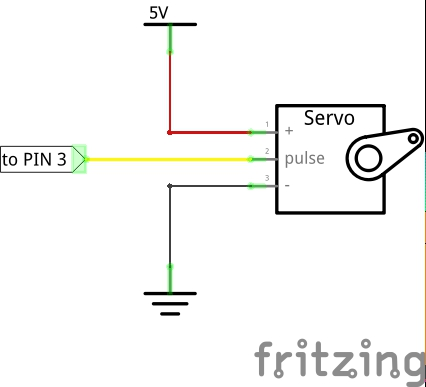 5V
Servo
1
+
to PIN 3
2
pulse
3
-
fritzing